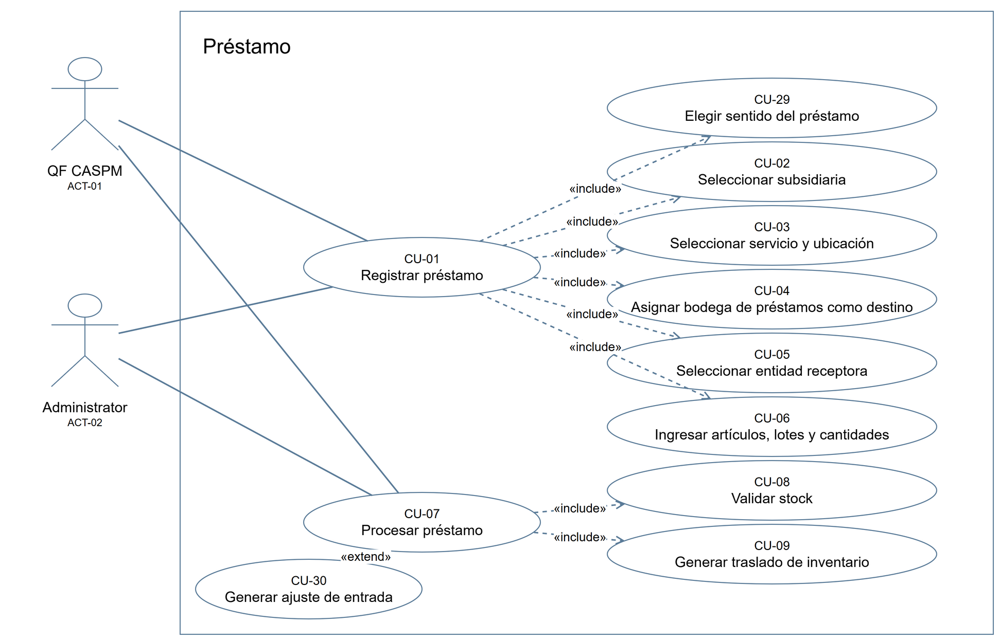 Préstamo
QF CASPM
ACT-01
Administrator
ACT-02
CU-01
Registrar préstamo
CU-07
Procesar préstamo
«extend»
CU-30
Generar ajuste de entrada
«include»
«include»
«include»
«include»
«include»
«include»
«include»
«include»
CU-29
Elegir sentido del préstamo
CU-02
Seleccionar subsidiaria
CU-03
Seleccionar servicio y ubicación
CU-04
Asignar bodega de préstamos como destino
CU-05
Seleccionar entidad receptora
CU-06
Ingresar artículos, lotes y cantidades
CU-08
Validar stock
CU-09
Generar traslado de inventario